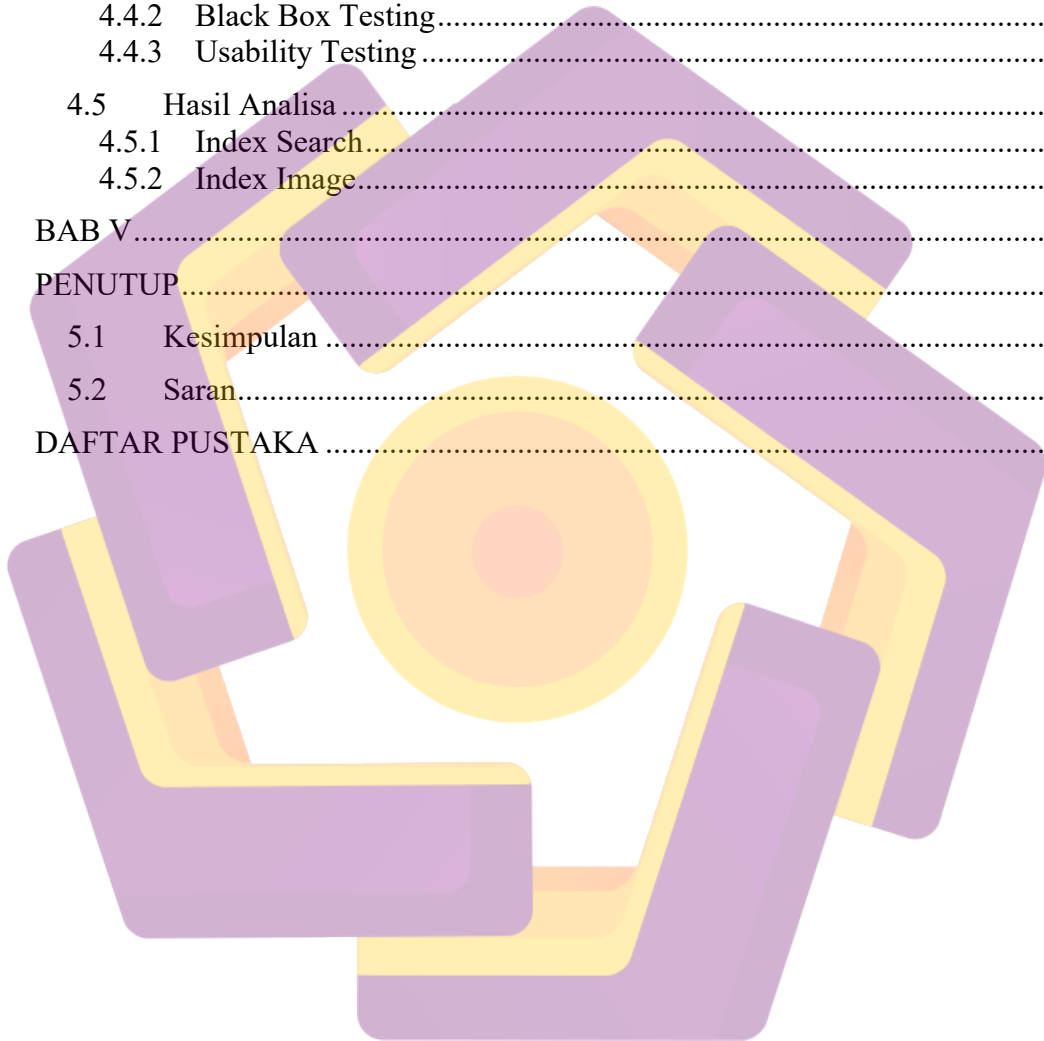 4.4.2 Black Box Testing..........................................................................................
4.4.3 Usability Testing ............................................................................................
4.5 Hasil Analisa ..........................................................................................
4.5.1 Index Search..........................................................................................
4.5.2 Index Image..........................................................................................
BAB V....................................................................................................................
PENUTUP..............................................................................................................
5.1 Kesimpulan ............................................................................................
5.2 Saran......................................................................................................
DAFTAR PUSTAKA ............................................................................................